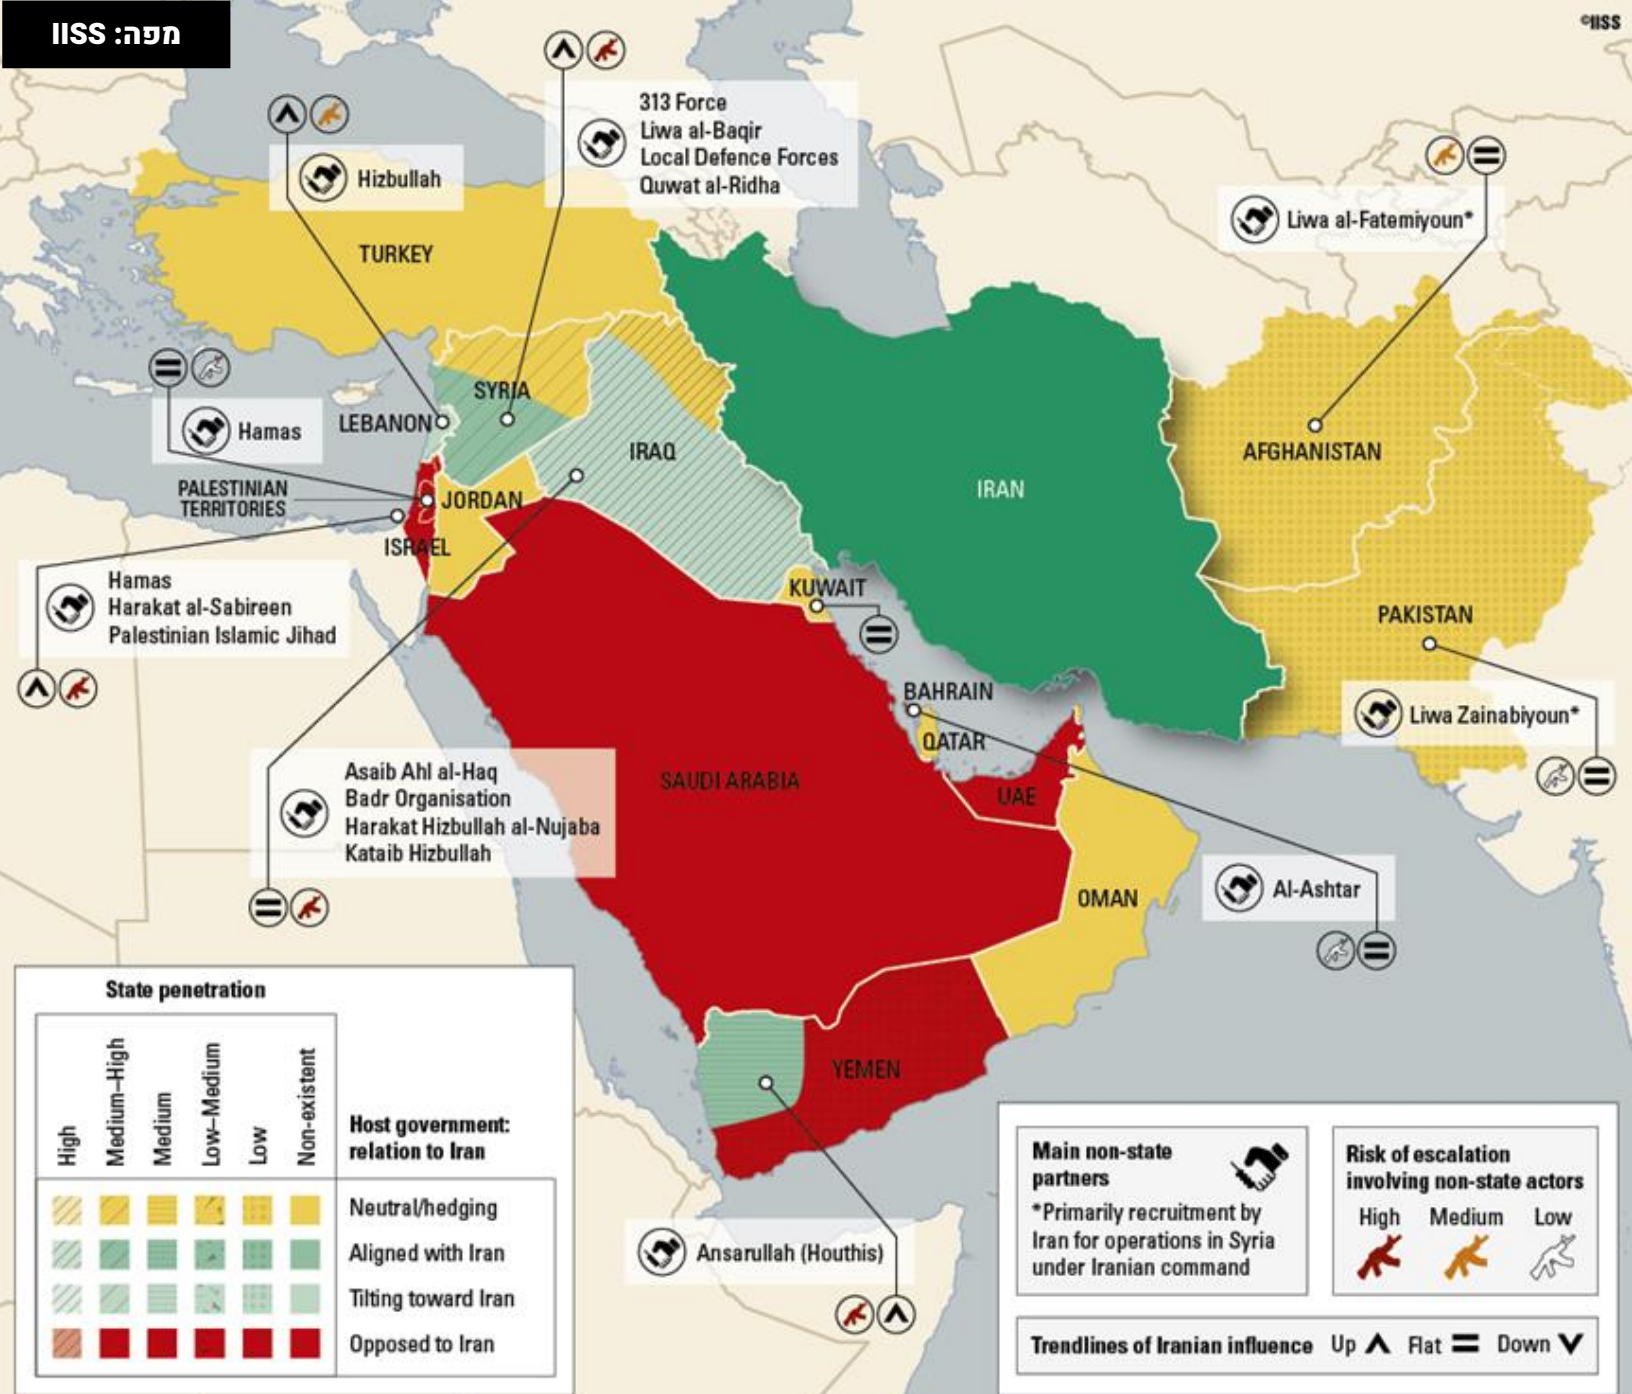 מפה: IISS
©IISS
313 Force
Liwa al-Baqir
Local Defence Forces
Quwat al-Ridha
Hizbullah
Liwa al-Fatemiyoun*
TURKEY
SYRIA
LEBANON
Hamas
IRAQ
AFGHANISTAN
IRAN
PALESTINIAN
TERRITORIES
JORDAN
ISRAEL
Hamas
Harakat al-Sabireen
Palestinian Islamic Jihad
KUWAIT
PAKISTAN
BAHRAIN
Liwa Zainabiyoun*
QATAR
SAUDI ARABIA
UAE
Asaib Ahl al-Haq
Badr Organisation
Harakat Hizbullah al-Nujaba
Kataib Hizbullah
Al-Ashtar
OMAN
YEMEN
Ansarullah (Houthis)
State penetration
High
Medium–High
Medium
Low–Medium
Low
Non-existent
Host government:
relation to Iran
Neutral/hedging
Aligned with Iran
Tilting toward Iran
Opposed to Iran
Main non-state
partners
*Primarily recruitment by
Iran for operations in Syria
under Iranian command
Risk of escalation
involving non-state actors
High Medium Low
Trendlines of Iranian influence Up Flat Down